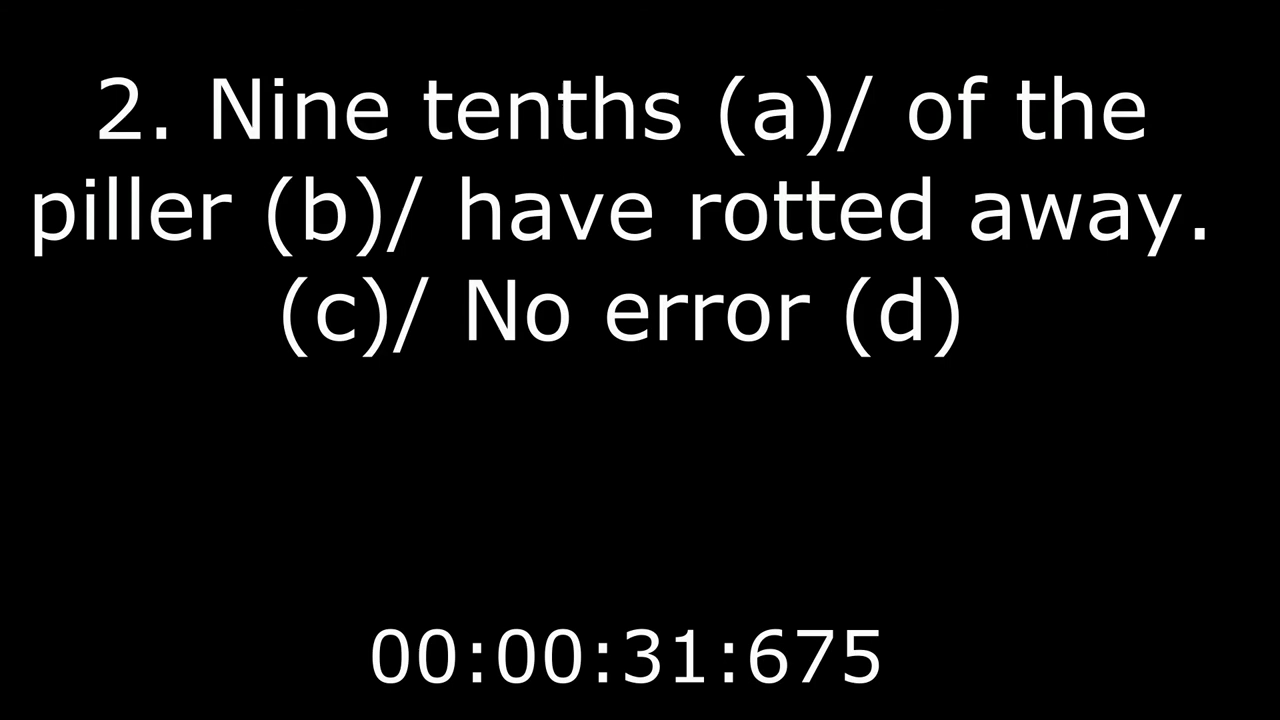 2. Nine tenths (a)/ of the
piller (b)/ have rotted away.
(c)/ No error (d)
00:00:31:675